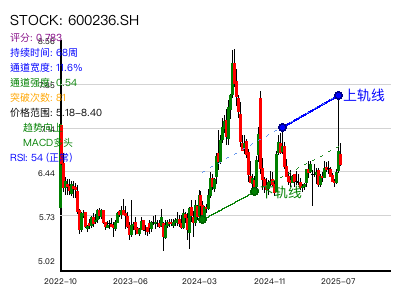 STOCK: 600236.SH
评分: 0.783
8.56
持续时间: 68周
通道宽度: 11.6%
通道强度: 0.54
突破次数: 81
价格范围: 5.18-8.40
趋势向上
MACD多头
RSI: 54 (正常)
上轨线
下轨线
6.44
5.73
5.02
2022-10
2023-06
2024-03
2024-11
2025-07